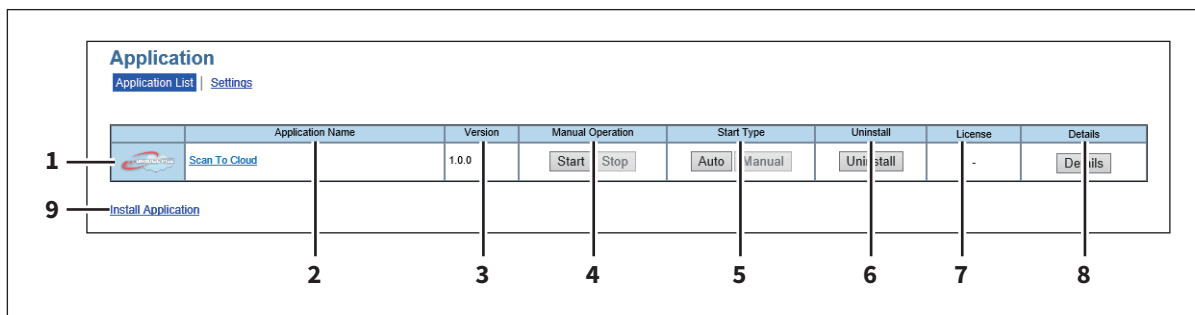 Application
Application List | Settings
Application Name Version Manual Operation Start Type Uninstall License Details
1 Scan To Cloud 1.0.0 Start Stop Auto Manual Uninstall - Details
9 Install Application
2 3 4 5 6 7 8